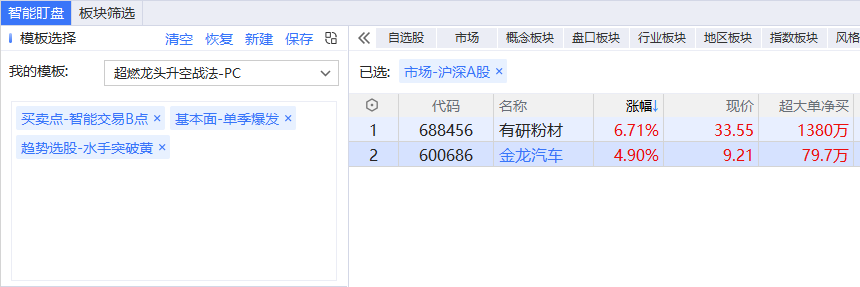 智能盯盘 板块筛选
模板选择 清空 恢复 新建 保存
自选股 市场 概念板块 盘口板块 行业板块 地区板块 指数板块 风格
我的模板: 超燃龙头升空战法-PC
已选: 市场-沪深A股 ×
买卖点-智能交易B点 × 基本面-单季爆发 ×
趋势选股-水手突破黄 ×
代码 名称 涨幅↓ 现价 超大单净买
1 688456 有研粉材 6.71% 33.55 1380万
2 600686 金龙汽车 4.90% 9.21 79.7万